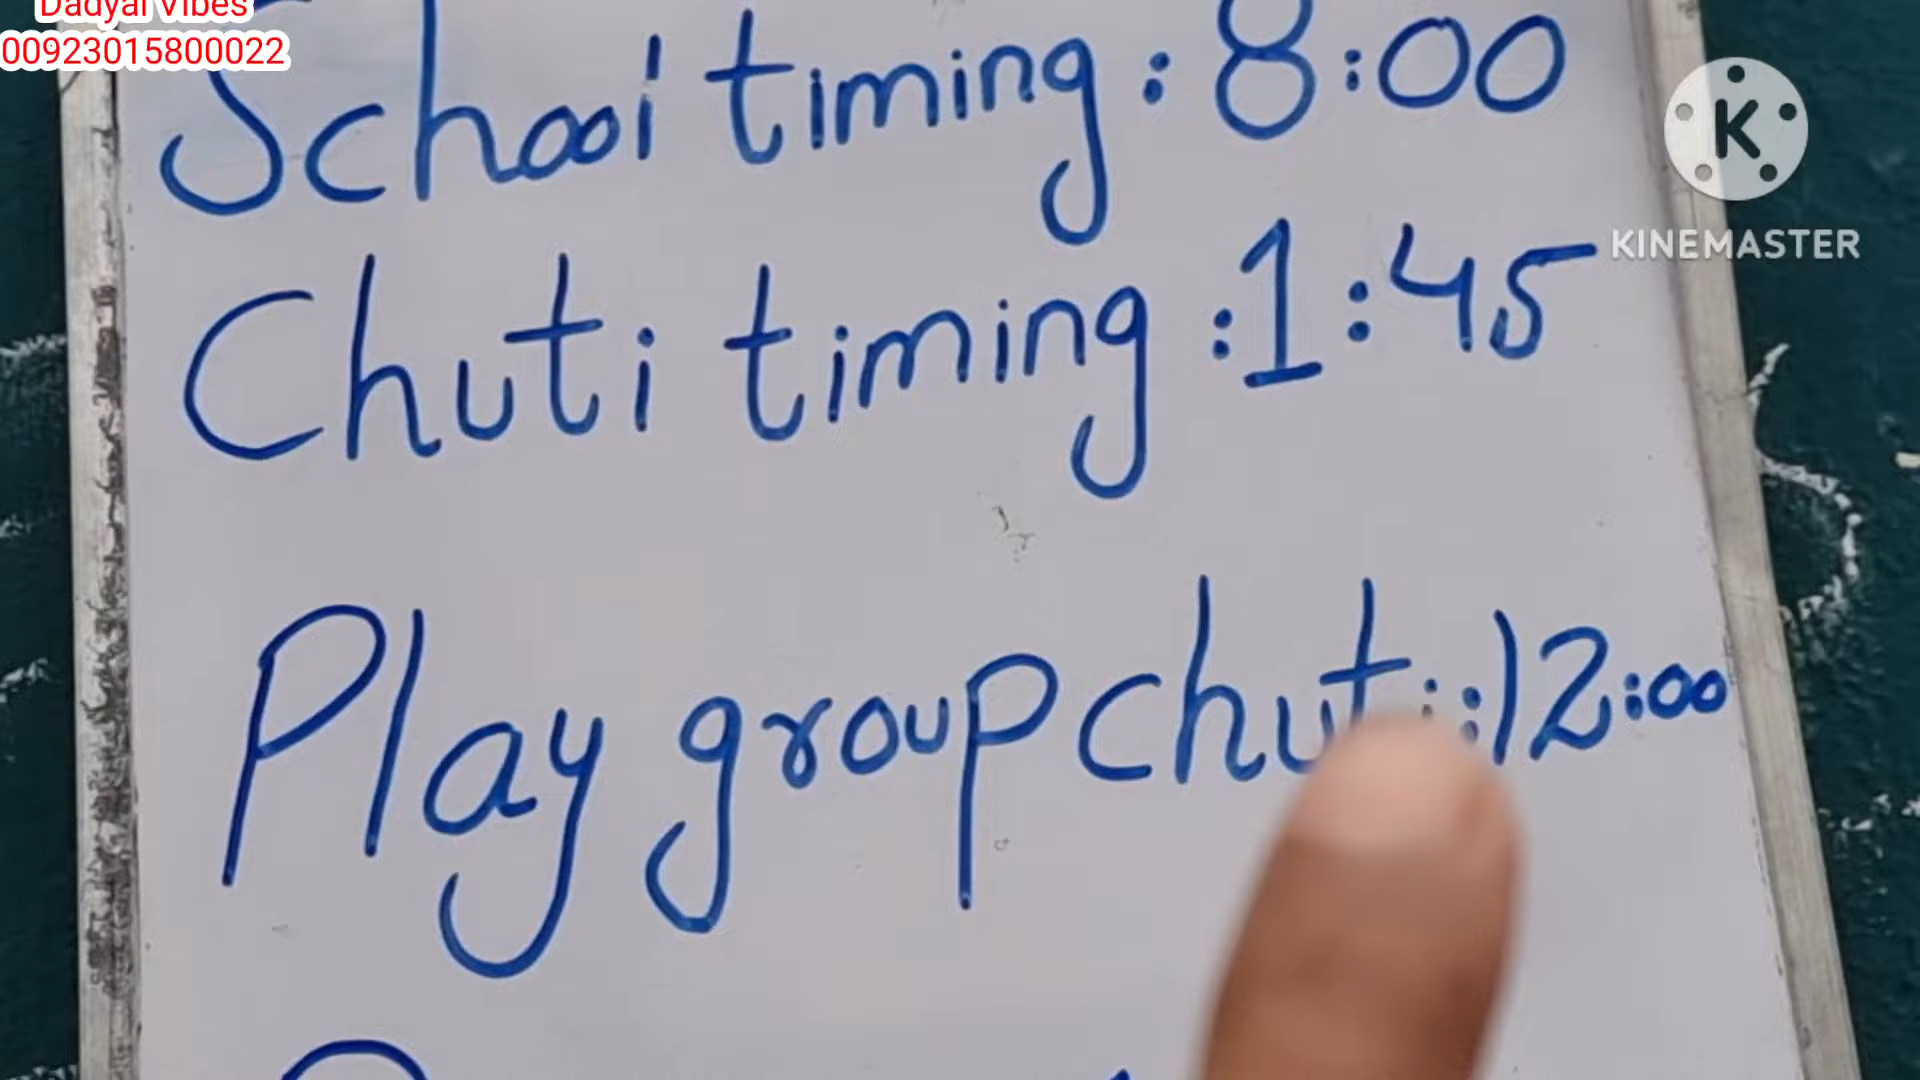 Dadyal Vibes
00923015800022
School timing : 8:00
KINEMASTER
Chuti timing :1:45
Play group chuti:12:00